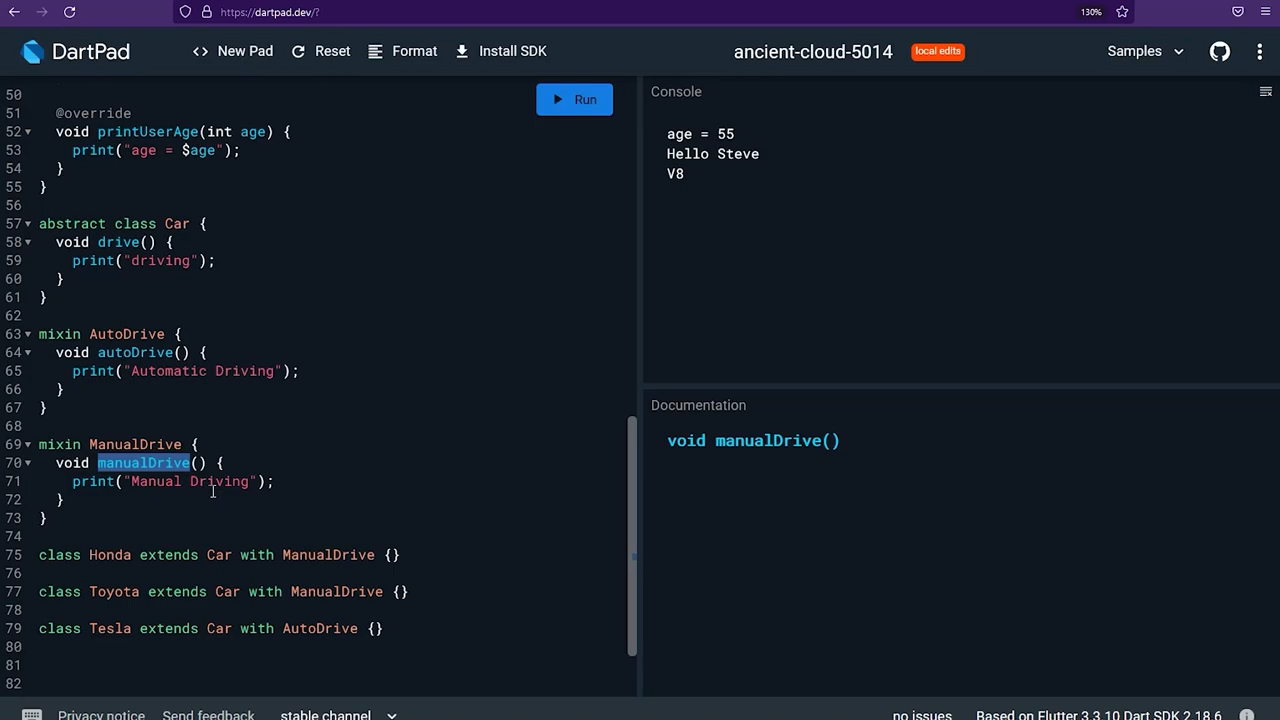 https://dartpad.dev/?
130%
DartPad
New Pad
Reset
Format
Install SDK
ancient-cloud-5014
local edits
Samples
50
51 @override
52 void printUserAge(int age) {
53 print("age = $age");
54 }
55 }
56
57 abstract class Car {
58 void drive() {
59 print("driving");
60 }
61 }
62
63 mixin AutoDrive {
64 void autoDrive() {
65 print("Automatic Driving");
66 }
67 }
68
69 mixin ManualDrive {
70 void manualDrive() {
71 print("Manual Driving");
72 }
73 }
74
75 class Honda extends Car with ManualDrive {}
76
77 class Toyota extends Car with ManualDrive {}
78
79 class Tesla extends Car with AutoDrive {}
80
81
82
Run
Console
age = 55
Hello Steve
V8
Documentation
void manualDrive()
Privacy notice
Send feedback
stable channel
no issues
Based on Flutter 3.3.10 Dart SDK 2.18.6